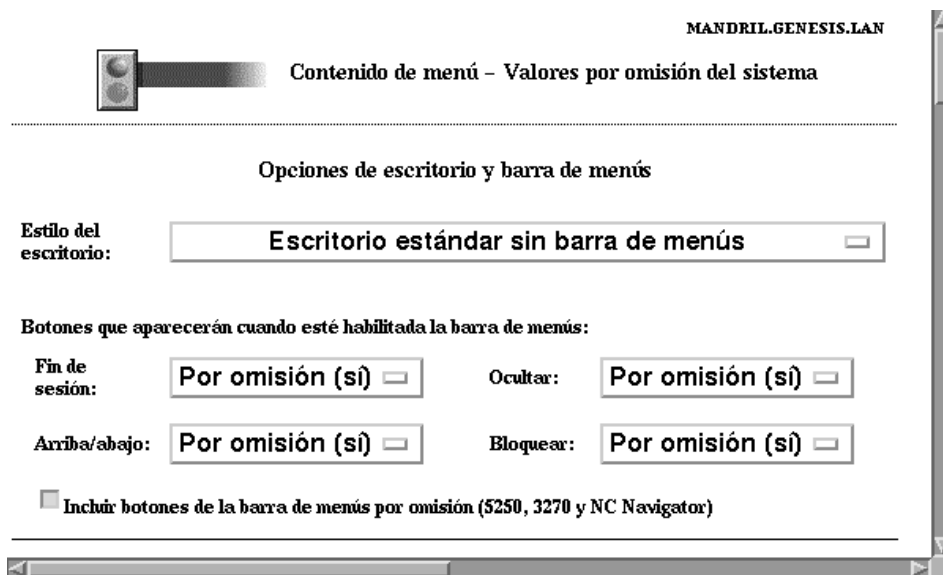 MANDRIL.GENESIS.LAN
Contenido de menú – Valores por omisión del sistema
Opciones de escritorio y barra de menús
Estilo del
escritorio:
Escritorio estándar sin barra de menús
Botones que aparecerán cuando esté habilitada la barra de menús:
Fin de
sesión:
Por omisión (sí)
Ocultar:
Por omisión (sí)
Arriba/abajo:
Por omisión (sí)
Bloquear:
Por omisión (sí)
Incluir botones de la barra de menús por omisión (5250, 3270 y NC Navigator)